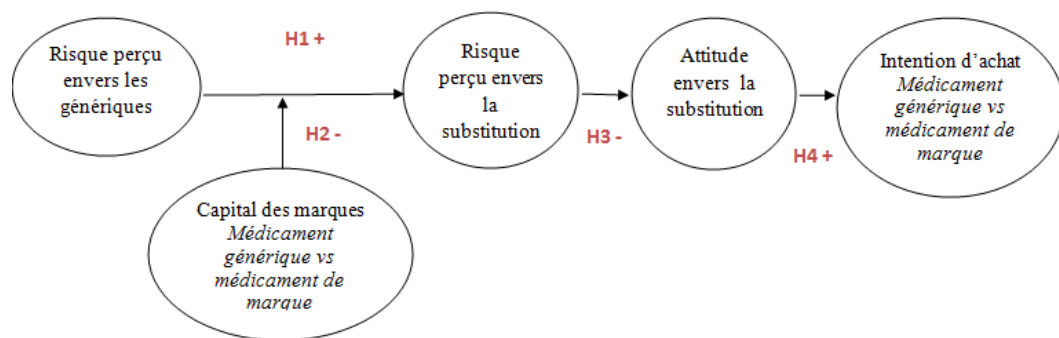 Risque perçu
envers les
génériques
H1 +
Risque
perçu envers
la
substitution
Attitude
envers la
substitution
Intention d’achat
Médicament
générique vs
médicament de
marque
H2 -
H3 -
H4 +
Capital des marques
Médicament
générique vs
médicament de
marque